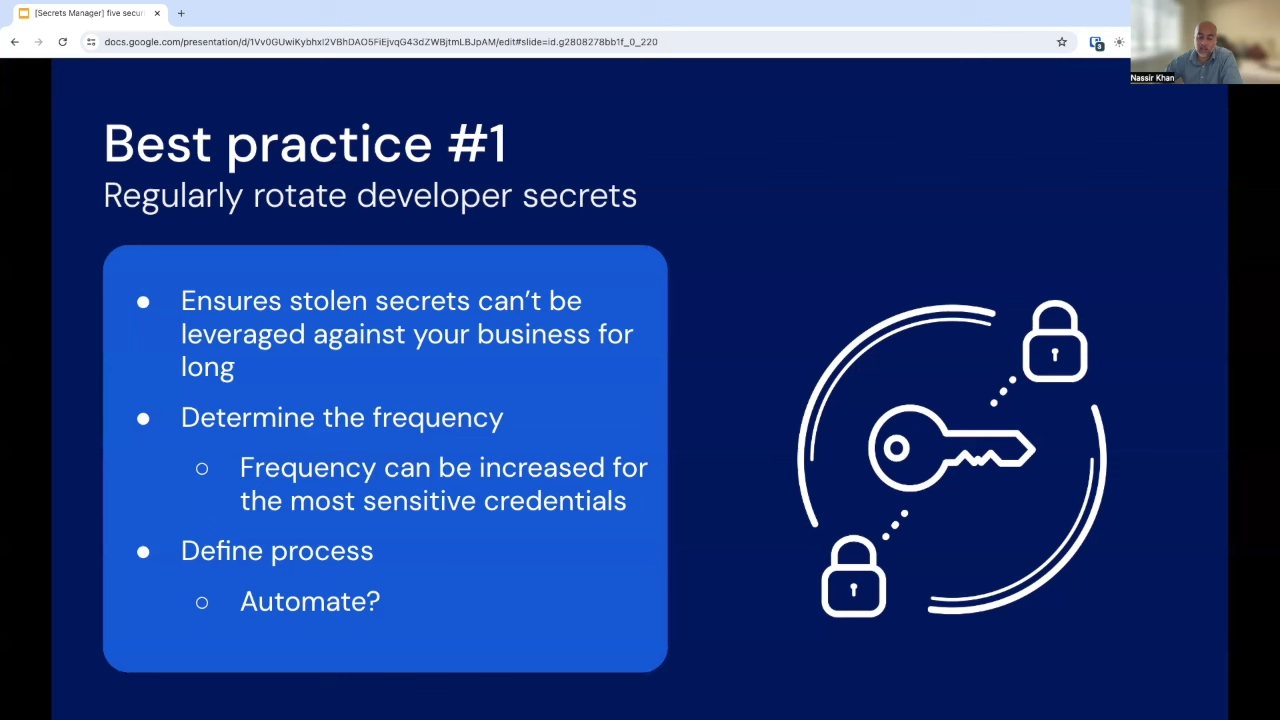 [Secrets Manager] five securi
docs.google.com/presentation/d/1Vv0GUwiKybhxI2VBhDAO5FiEjvqG43dZWBjtmLBJpAM/edit#slide=id.g2808278bb1f_0_220
3
Nassir Khan
Best practice #1
Regularly rotate developer secrets
● Ensures stolen secrets can’t be
leveraged against your business for
long
● Determine the frequency
○ Frequency can be increased for
the most sensitive credentials
● Define process
○ Automate?